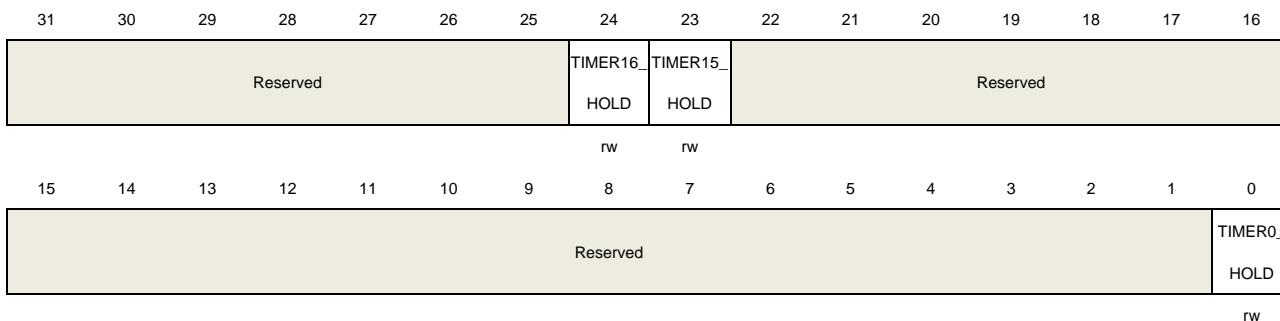 31 30 29 28 27 26 25 24 23 22 21 20 19 18 17 16
Reserved TIMER16_ HOLD TIMER15_ HOLD Reserved
rw rw
15 14 13 12 11 10 9 8 7 6 5 4 3 2 1 0
Reserved TIMER0_ HOLD
rw